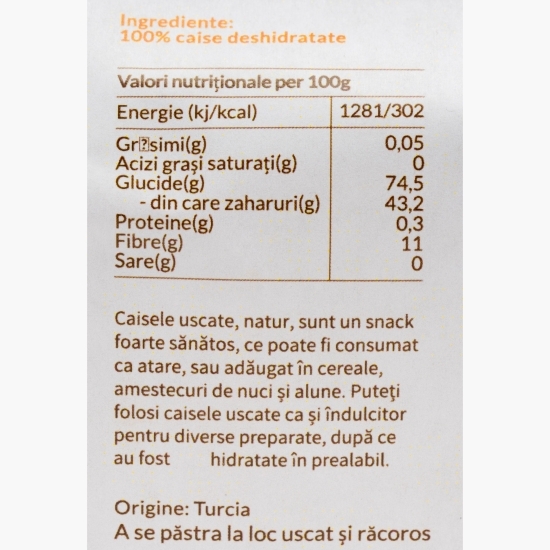 Ingrediente:
100% caise deshidratate
Valori nutriționale per 100g
Energie (kj/kcal) 1281/302
Gr⍰simi(g) 0,05
Acizi grași saturați(g) 0
Glucide(g) 74,5
- din care zaharuri(g) 43,2
Proteine(g) 0,3
Fibre(g) 11
Sare(g) 0
Caisele uscate, natur, sunt un snack
foarte sănătos, ce poate fi consumat
ca atare, sau adăugat în cereale,
amestecuri de nuci și alune. Puteți
folosi caisele uscate ca și îndulcitor
pentru diverse preparate, după ce
au fost hidratate în prealabil.
Origine: Turcia
A se păstra la loc uscat și răcoros